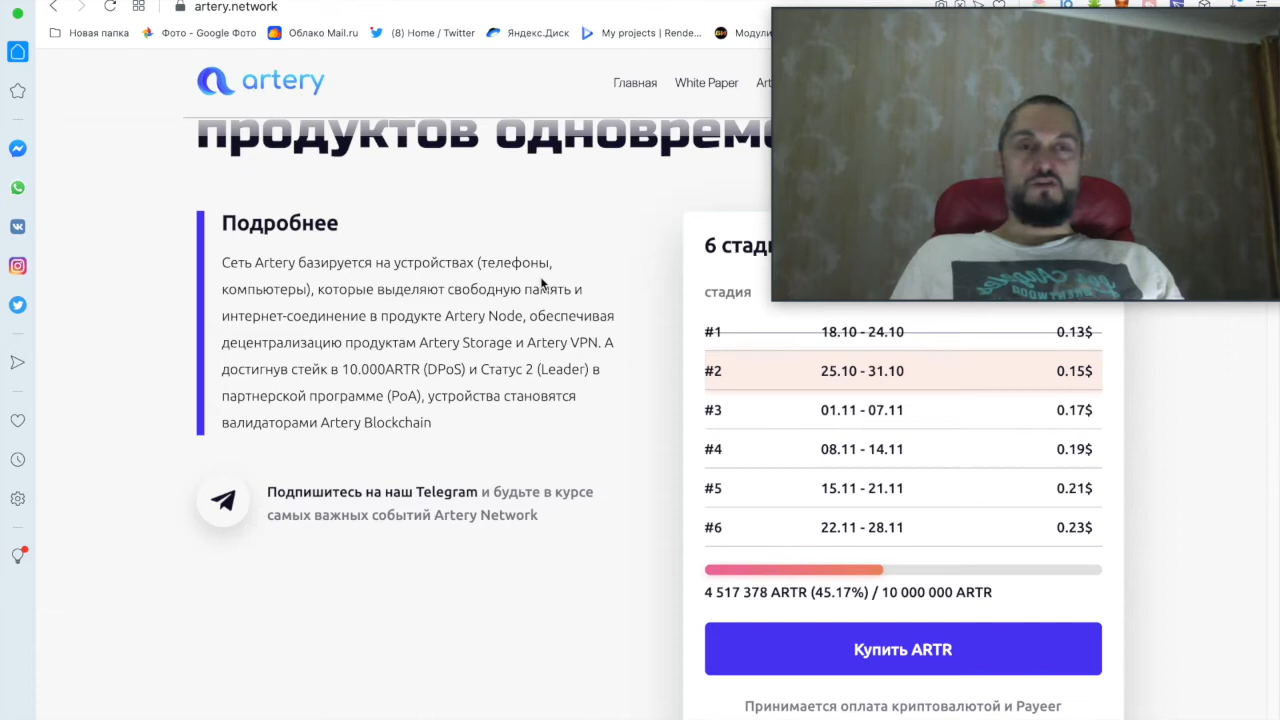 artery.network
Новая папка
Фото - Google Фото
Облако Mail.ru
(8) Home / Twitter
Яндекс.Диск
My projects | Rende...
Модули
artery
Главная
White Paper
Art
продуктов одновреме
Подробнее
Сеть Artery базируется на устройствах (телефоны,
компьютеры), которые выделяют свободную память и
интернет-соединение в продукте Artery Node, обеспечивая
децентрализацию продуктам Artery Storage и Artery VPN. А
достигнув стейк в 10.000ARTR (DPoS) и Статус 2 (Leader) в
партнерской программе (PoA), устройства становятся
валидаторами Artery Blockchain
Подпишитесь на наш Telegram и будьте в курсе
самых важных событий Artery Network
6 стади
стадия
#1 18.10 - 24.10 0.13$
#2 25.10 - 31.10 0.15$
#3 01.11 - 07.11 0.17$
#4 08.11 - 14.11 0.19$
#5 15.11 - 21.11 0.21$
#6 22.11 - 28.11 0.23$
4 517 378 ARTR (45.17%) / 10 000 000 ARTR
Купить ARTR
Принимается оплата криптовалютой и Payeer